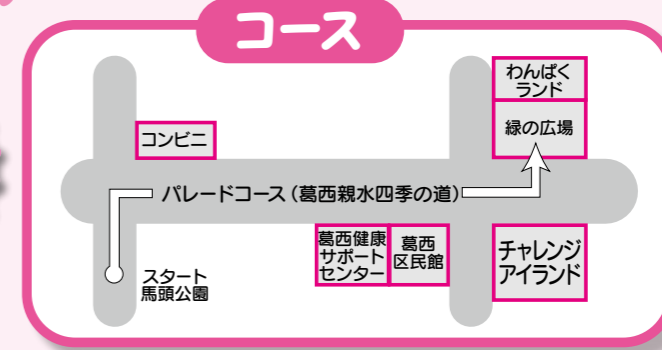 コース
わんぱく
ランド
緑の広場
コンビニ
パレードコース（葛西親水四季の道）
葛西健康
サポート
センター
葛西
区民館
チャレンジ
アイランド
スタート
馬頭公園